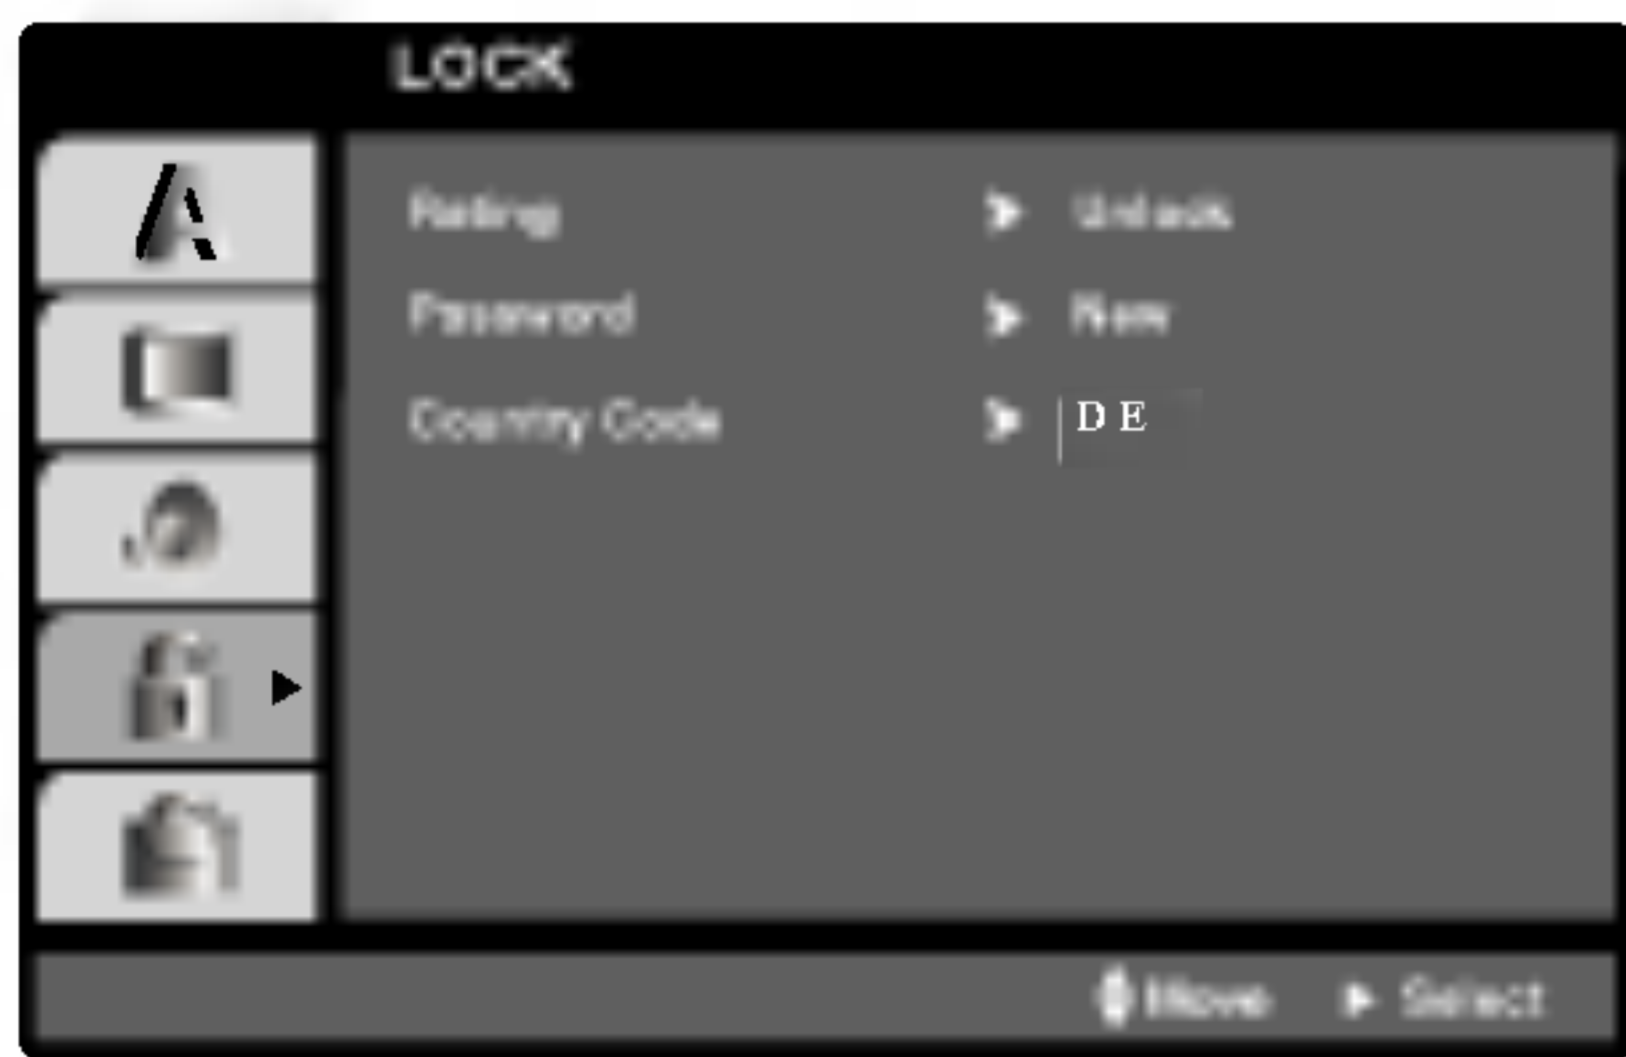 LOCK
A
Rating Unlock
Password New
Country Code D E
Move Select